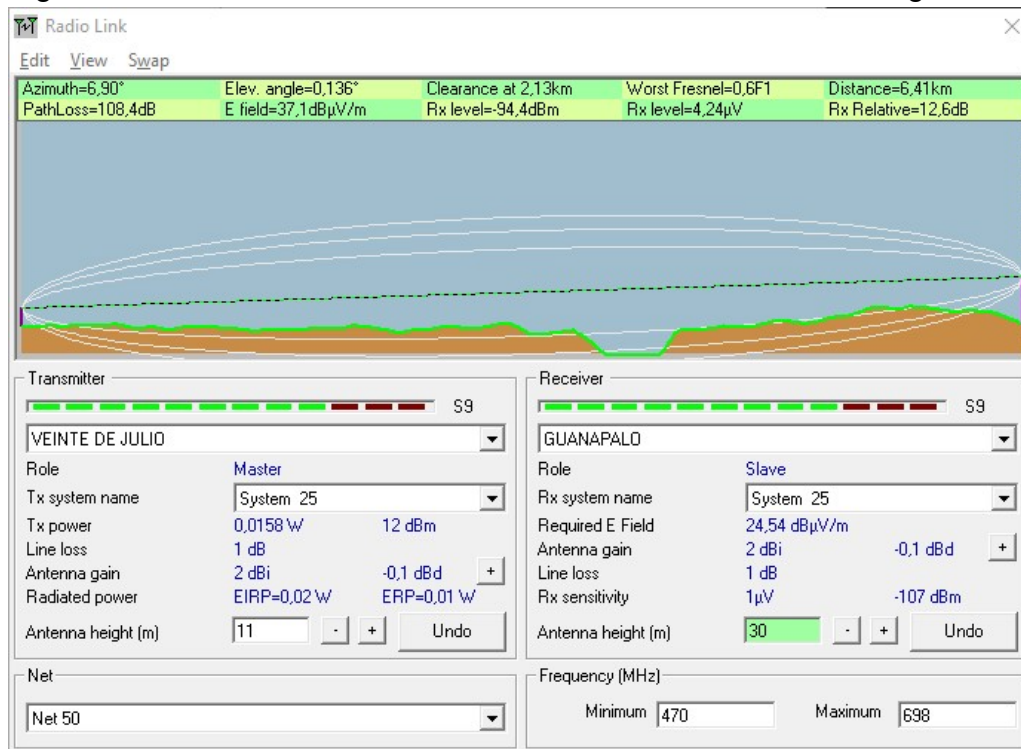 Radio Link
Edit View Swap
Azimuth=6,90° Elev. angle=0,136° Clearance at 2,13km Worst Fresnel=0,6F1 Distance=6,41km
PathLoss=108,4dB E field=37,1dBµV/m Rx level=-94,4dBm Rx level=4,24µV Rx Relative=12,6dB
Transmitter
S9
VEINTE DE JULIO
Role Master
Tx system name System 25
Tx power 0,0158 W 12 dBm
Line loss 1 dB
Antenna gain 2 dBi -0,1 dBd +
Radiated power EIRP=0,02 W ERP=0,01 W
Antenna height (m) 11 - + Undo
Net
Net 50
Receiver
S9
GUANAPALO
Role Slave
Rx system name System 25
Required E Field 24,54 dBµV/m
Antenna gain 2 dBi -0,1 dBd +
Line loss 1 dB
Rx sensitivity 1µV -107 dBm
Antenna height (m) 30 - + Undo
Frequency (MHz)
Minimum 470 Maximum 698